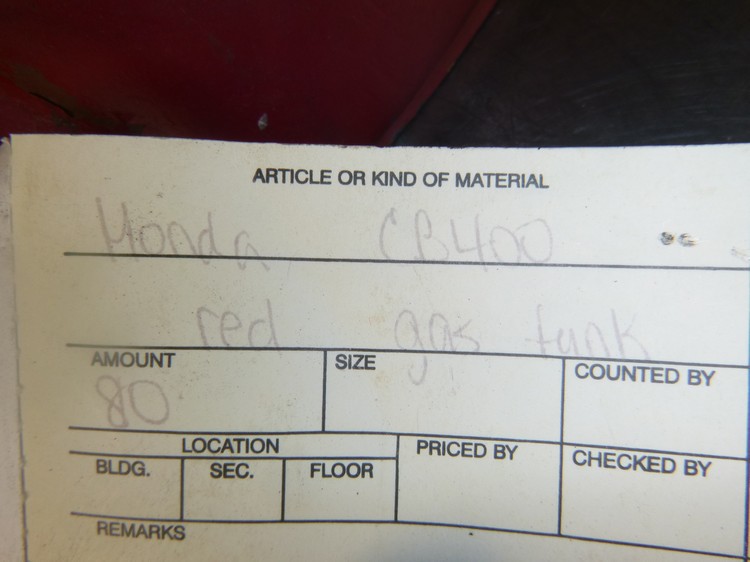 ARTICLE OR KIND OF MATERIAL
Honda CB400
red gas tank
AMOUNT SIZE COUNTED BY
80
LOCATION PRICED BY CHECKED BY
BLDG. SEC. FLOOR
REMARKS